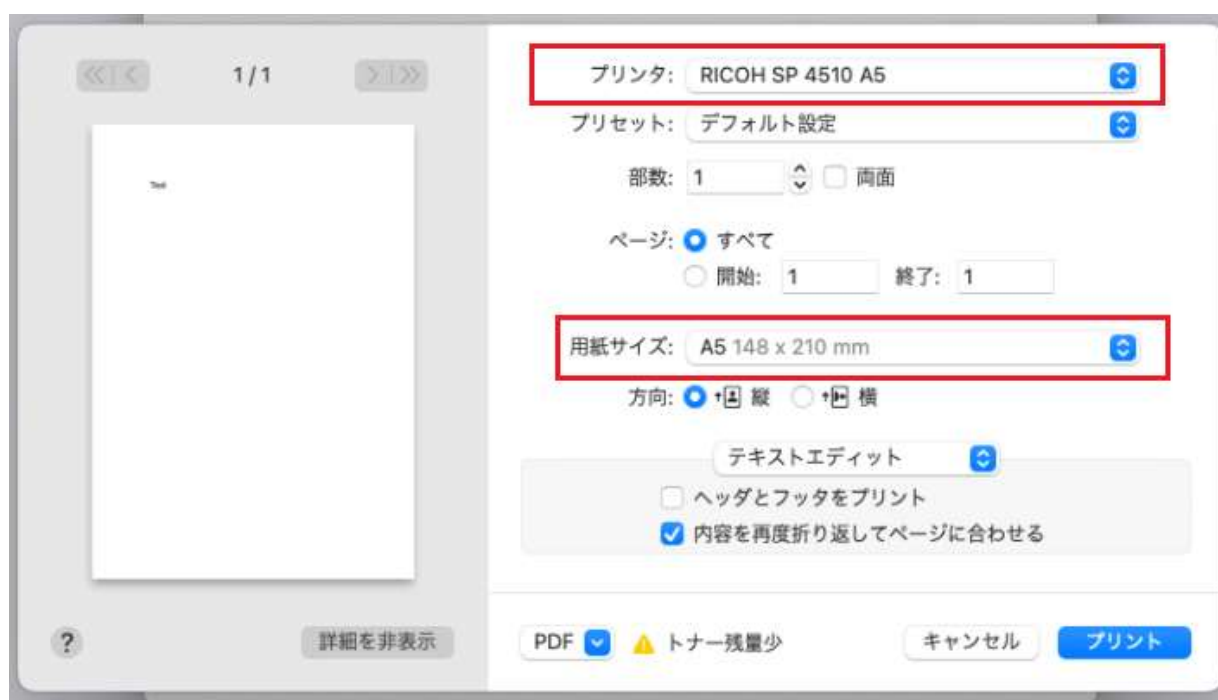 1 / 1
Test
プリンタ: RICOH SP 4510 A5
プリセット: デフォルト設定
部数: 1 両面
ページ: すべて
開始: 1 終了: 1
用紙サイズ: A5 148 x 210 mm
方向: 縦 横
テキストエディット
ヘッダとフッタをプリント
内容を再度折り返してページに合わせる
? 詳細を非表示 PDF トナー残量少 キャンセル プリント